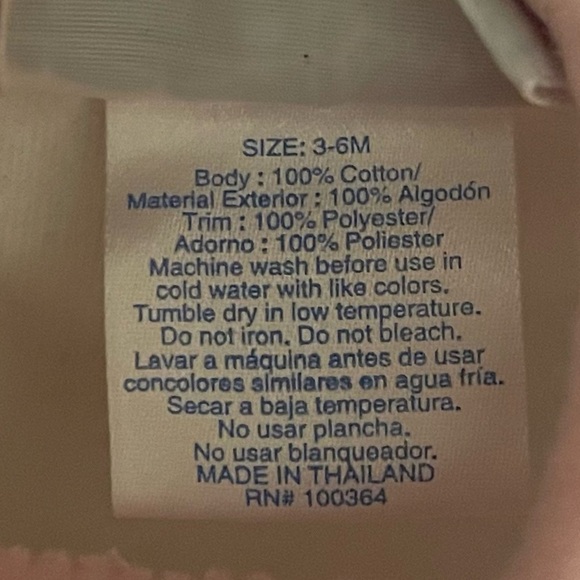 SIZE: 3-6M
Body : 100% Cotton/
Material Exterior : 100% Algodón
Trim : 100% Polyester/
Adorno : 100% Poliester
Machine wash before use in
cold water with like colors.
Tumble dry in low temperature.
Do not iron. Do not bleach.
Lavar a máquina antes de usar
concolores similares en agua fría.
Secar a baja temperatura.
No usar plancha.
No usar blanqueador.
MADE IN THAILAND
RN# 100364